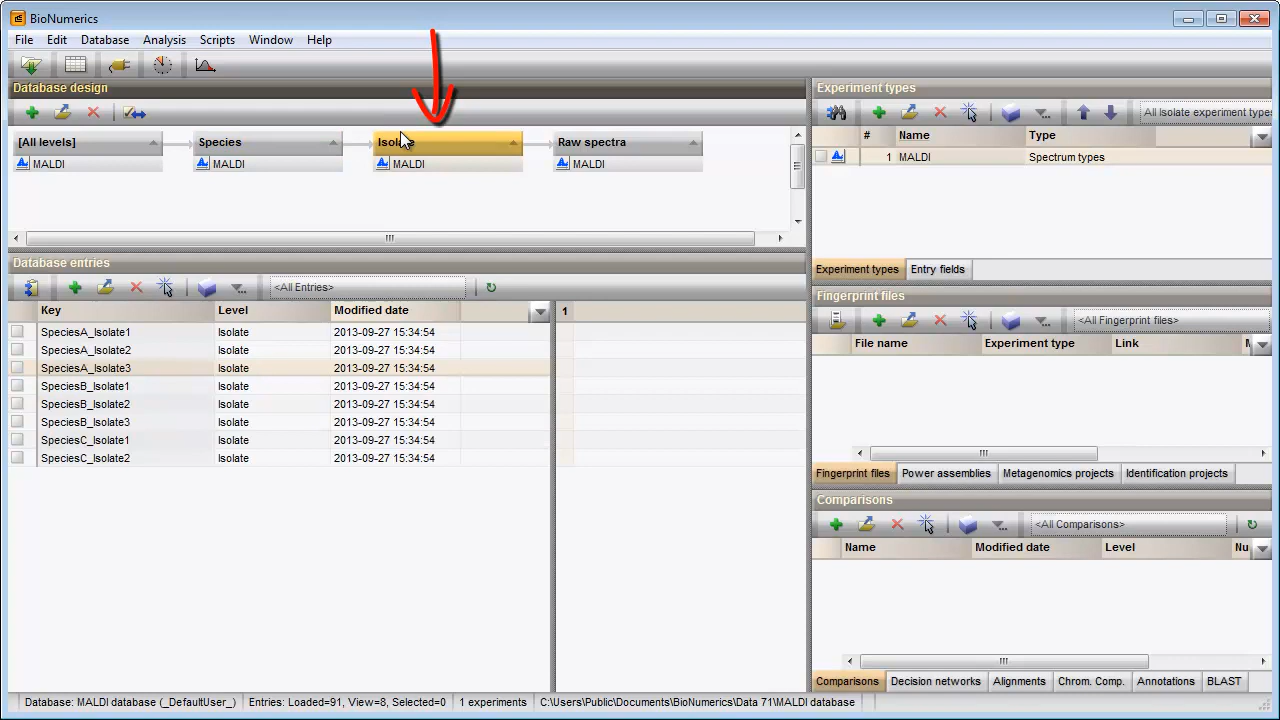 BioNumerics
File Edit Database Analysis Scripts Window Help
Database design
[All levels] Species Isolate Raw spectra
MALDI MALDI MALDI MALDI
Database entries
<All Entries>
Key Level Modified date 1
SpeciesA_Isolate1 Isolate 2013-09-27 15:34:54
SpeciesA_Isolate2 Isolate 2013-09-27 15:34:54
SpeciesA_Isolate3 Isolate 2013-09-27 15:34:54
SpeciesB_Isolate1 Isolate 2013-09-27 15:34:54
SpeciesB_Isolate2 Isolate 2013-09-27 15:34:54
SpeciesB_Isolate3 Isolate 2013-09-27 15:34:54
SpeciesC_Isolate1 Isolate 2013-09-27 15:34:54
SpeciesC_Isolate2 Isolate 2013-09-27 15:34:54
Experiment types
All Isolate experiment types
# Name Type
1 MALDI Spectrum types
Experiment types Entry fields
Fingerprint files
<All Fingerprint files>
File name Experiment type Link
Fingerprint files Power assemblies Metagenomics projects Identification projects
Comparisons
<All Comparisons>
Name Modified date Level Nu
Comparisons Decision networks Alignments Chrom. Comp. Annotations BLAST
Database: MALDI database (_DefaultUser_) Entries: Loaded=91, View=8, Selected=0 1 experiments C:\Users\Public\Documents\BioNumerics\Data 71\MALDI database